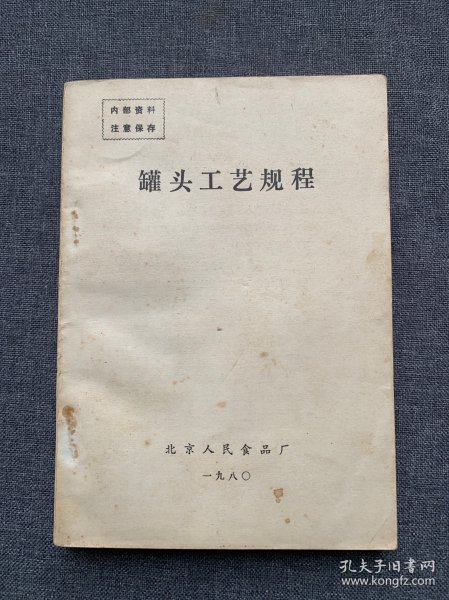 内部资料
注意保存
罐头工艺规程
北京人民食品厂
一九八〇
孔夫子旧书网
www.kongfz.com